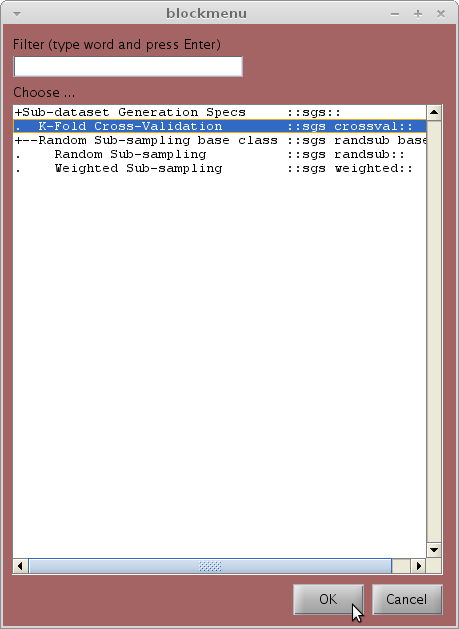 blockmenu
Filter (type word and press Enter)
Choose ...
+Sub-dataset Generation Specs     ::sgs::
.  K-Fold Cross-Validation        ::sgs crossval::
+--Random Sub-sampling base class ::sgs randsub base
.    Random Sub-sampling          ::sgs randsub::
.    Weighted Sub-sampling        ::sgs weighted::
OK Cancel